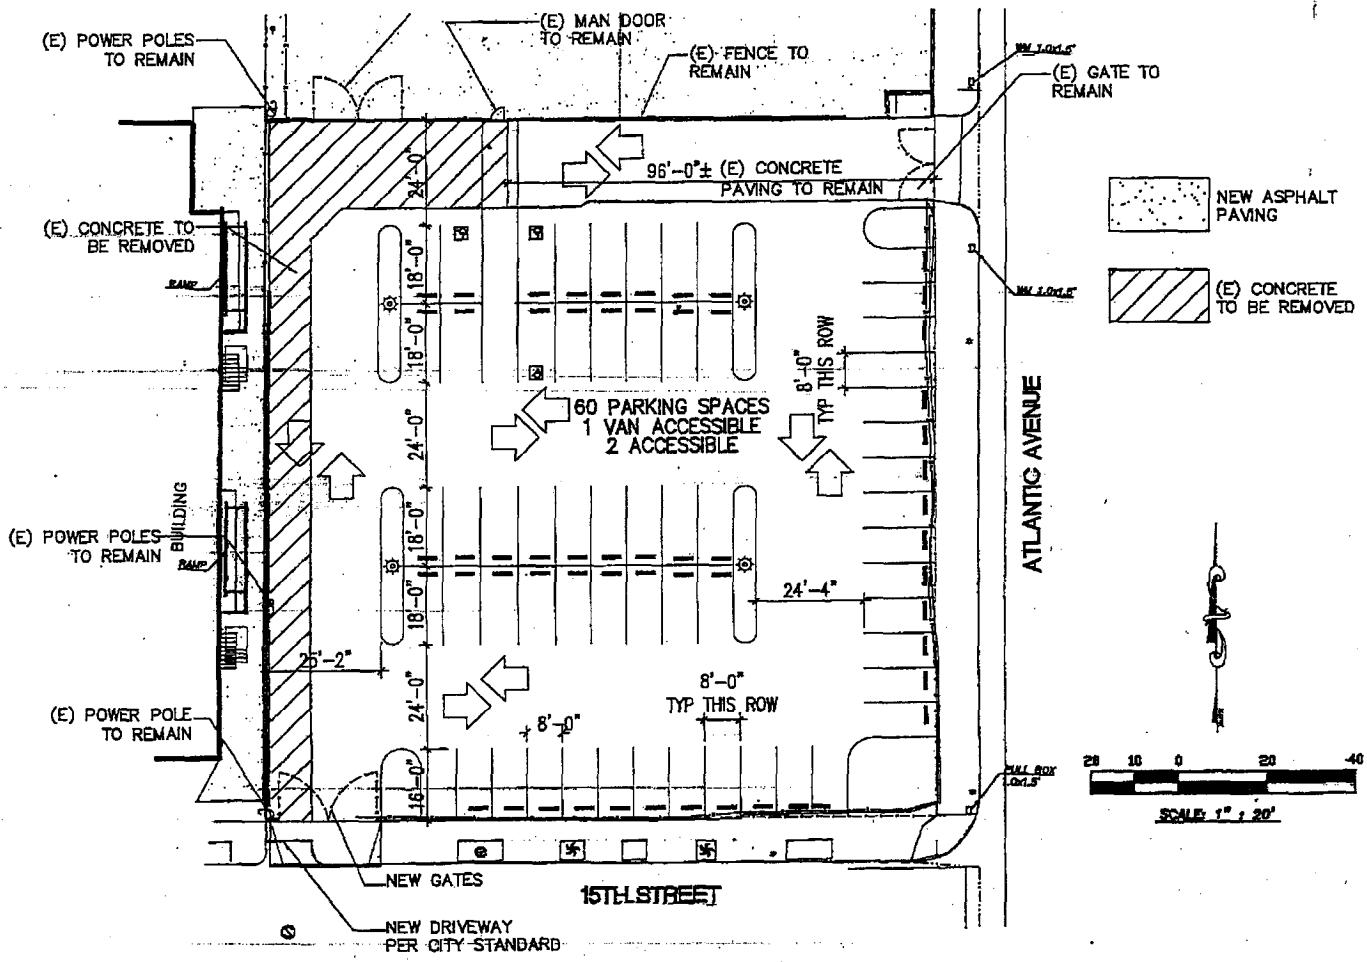 (E) POWER POLES
TO REMAIN
(E) MAN DOOR
TO REMAIN
(E) FENCE TO
REMAIN
(E) GATE TO
REMAIN
24'-0"
96'-0"± (E) CONCRETE
PAVING TO REMAIN
NEW ASPHALT
PAVING
(E) CONCRETE TO
BE REMOVED
RAMP
18'-0"
(E) CONCRETE
TO BE REMOVED
18'-0"
8'-0"
TYP THIS ROW
60 PARKING SPACES
1 VAN ACCESSIBLE
2 ACCESSIBLE
24'-0"
ATLANTIC AVENUE
BUILDING
(E) POWER POLES
TO REMAIN
RAMP
18'-0"
18'-0"
24'-4"
25'-2"
24'-0"
8'-0"
TYP THIS ROW
8'-0"
(E) POWER POLE
TO REMAIN
16'-0"
PULL BOX
20 10 0 20 40
SCALE: 1" : 20'
NEW GATES
15TH STREET
NEW DRIVEWAY
PER CITY STANDARD